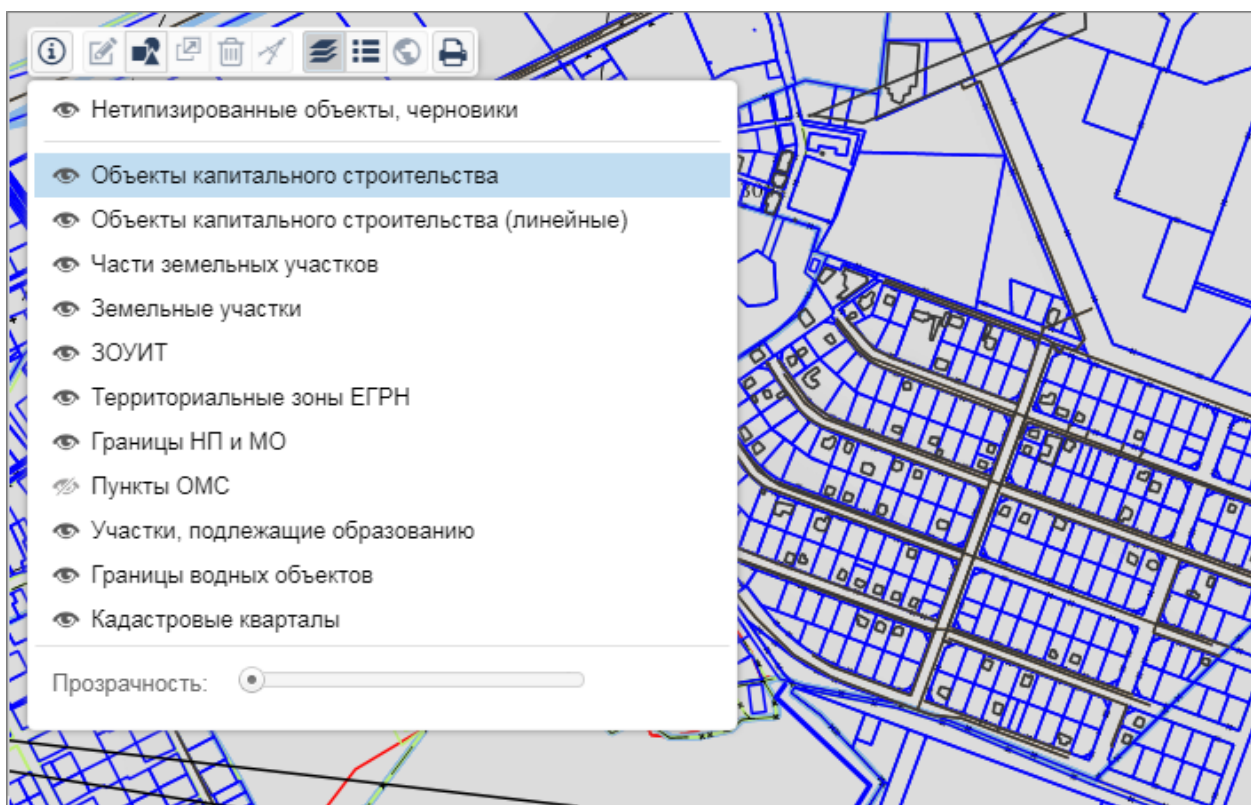 Нетипизированные объекты, черновики
Объекты капитального строительства
Объекты капитального строительства (линейные)
Части земельных участков
Земельные участки
ЗОУИТ
Территориальные зоны ЕГРН
Границы НП и МО
Пункты ОМС
Участки, подлежащие образованию
Границы водных объектов
Кадастровые кварталы
Прозрачность: